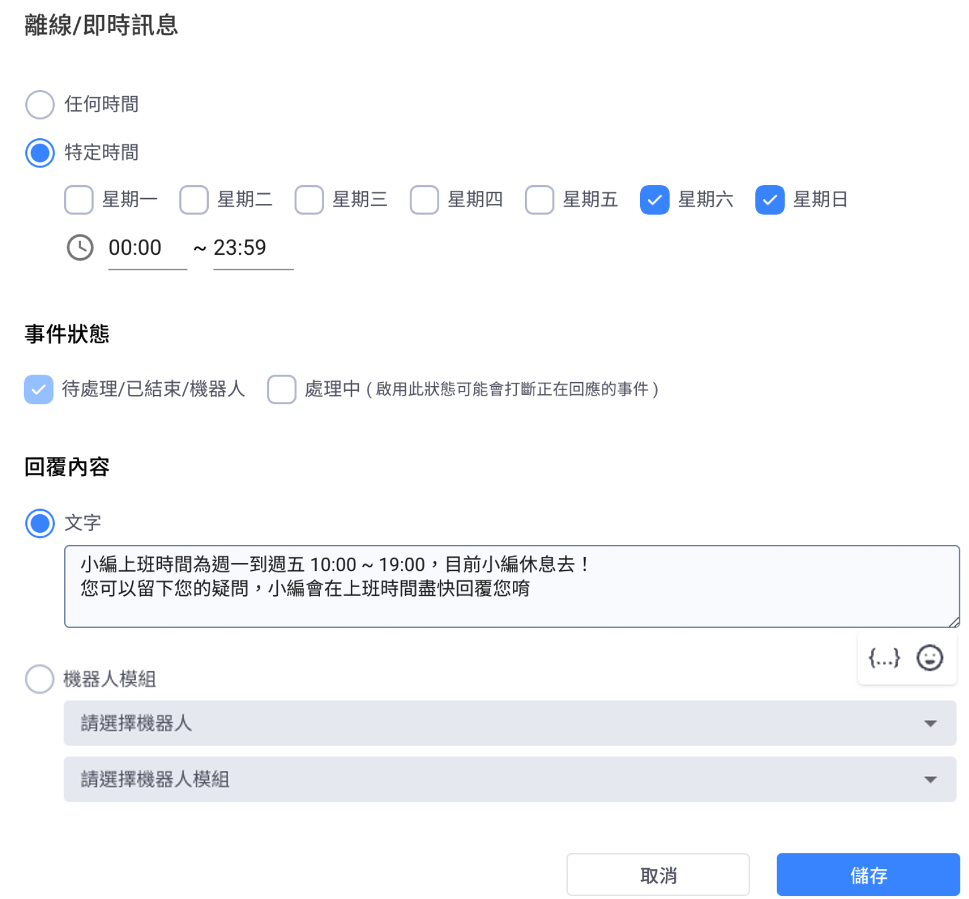 離線/即時訊息
任何時間
特定時間
星期一 星期二 星期三 星期四 星期五 星期六 星期日
00:00 ~ 23:59
事件狀態
待處理/已結束/機器人 處理中 ( 啟用此狀態可能會打斷正在回應的事件 )
回覆內容
文字
小編上班時間為週一到週五 10:00 ~ 19:00，目前小編休息去！
您可以留下您的疑問，小編會在上班時間盡快回覆您唷
{...}
機器人模組
請選擇機器人
請選擇機器人模組
取消 儲存